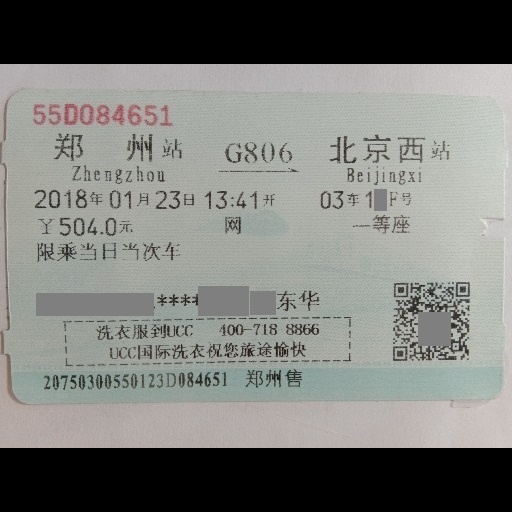 55D084651
郑州站 G806 北京西站
Zhengzhou Beijingxi
2018年01月23日13:41开 03车1 F号
￥504.0元 网 一等座
限乘当日当次车
****东华
洗衣服到UCC 400-718 8866
UCC国际洗衣祝您旅途愉快
20750300550123D084651 郑州售